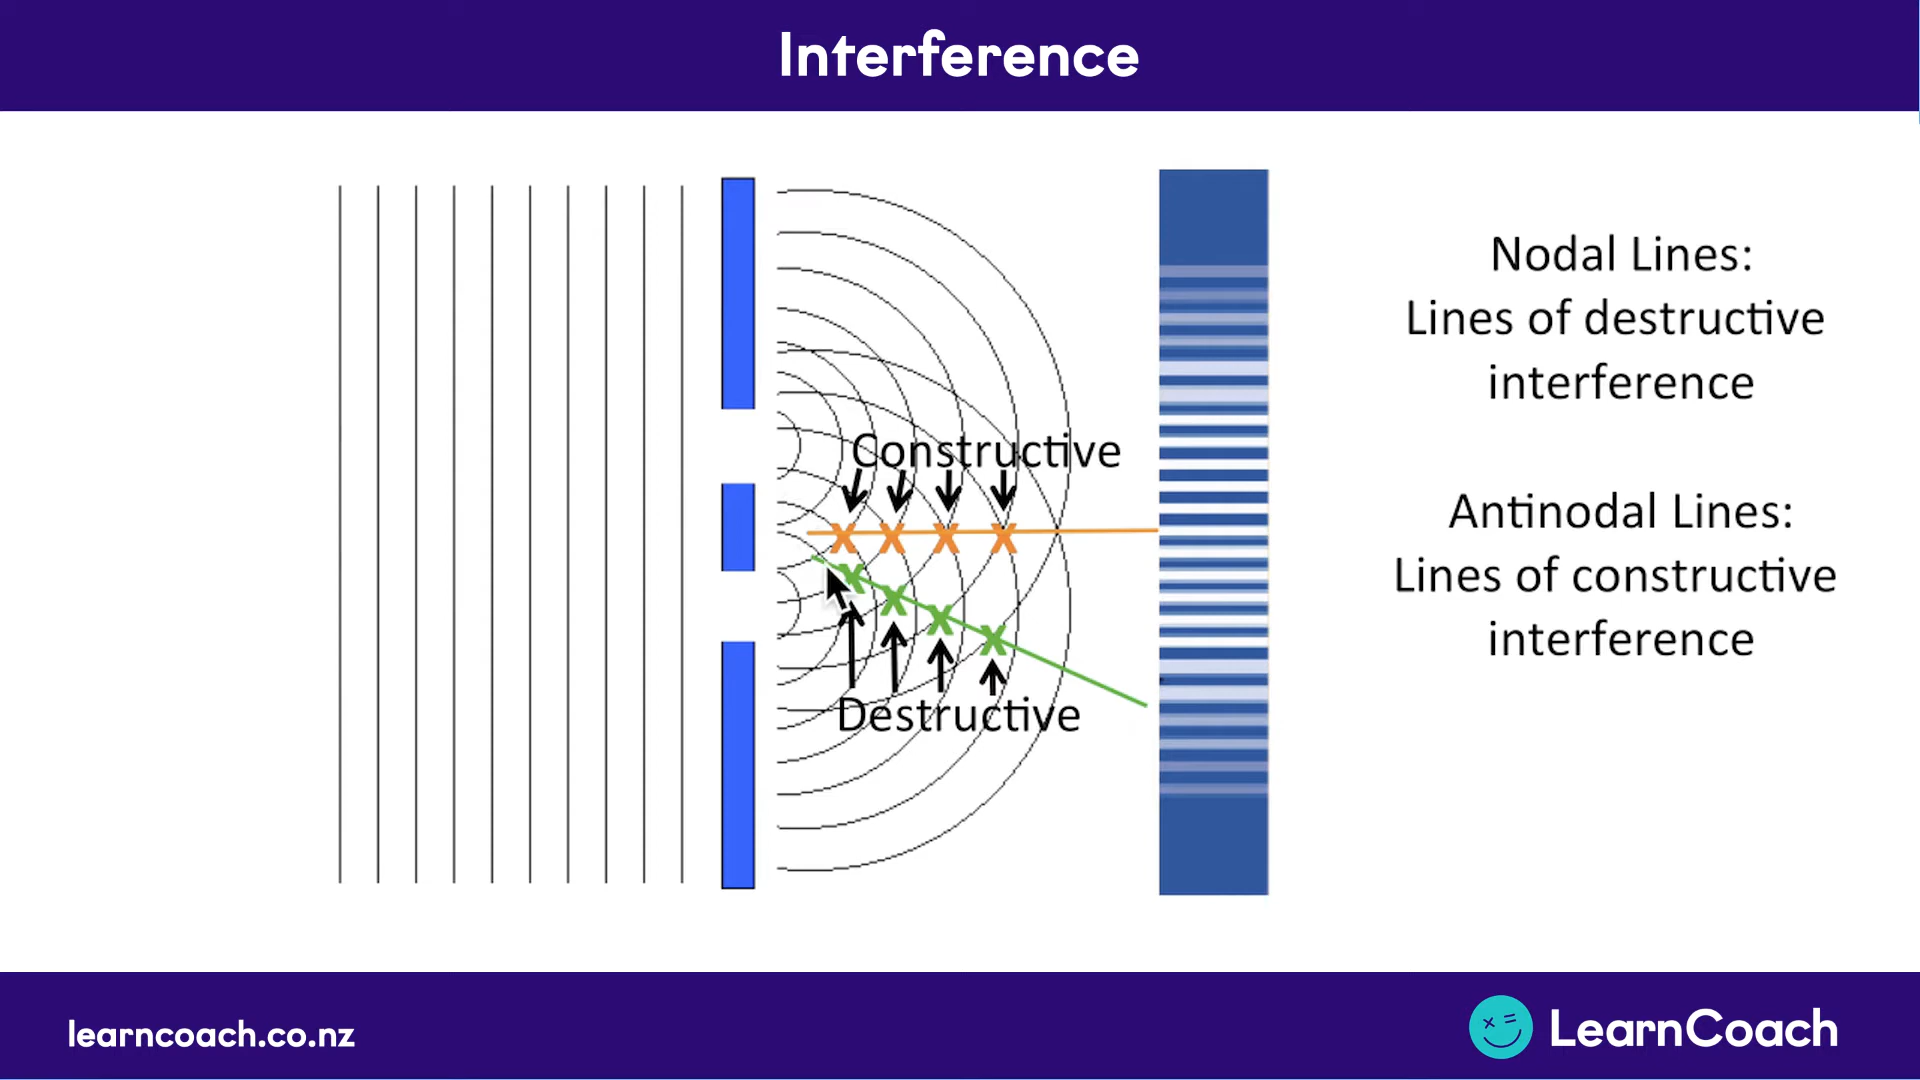 Interference
Nodal Lines:
Lines of destructive
interference
Constructive
Antinodal Lines:
Lines of constructive
interference
X X X X
X X X X
Destructive
learncoach.co.nz
LearnCoach